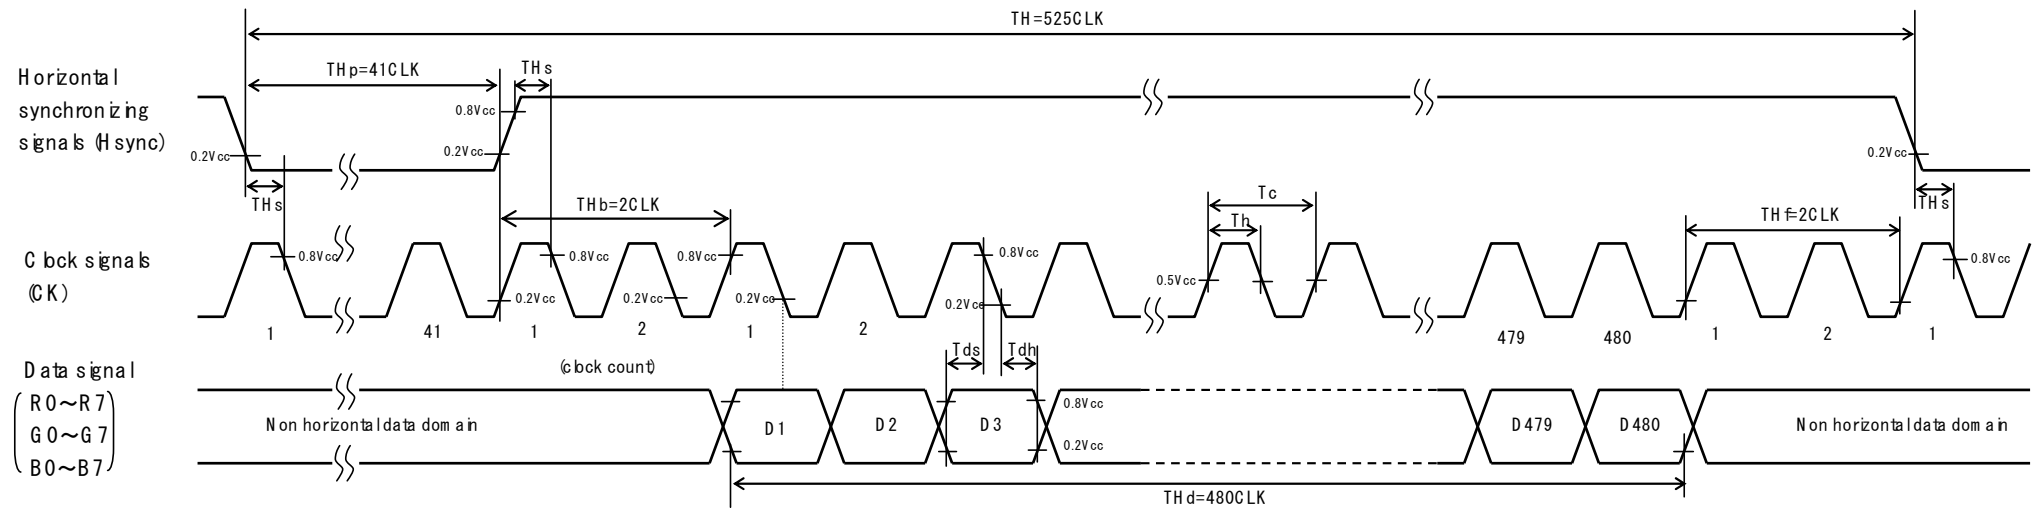 TH=525CLK
THp=41CLK
THs
Horizontal
synchronizing
signals (Hsync)
0.8Vcc
0.2Vcc
0.2Vcc
0.2Vcc
THs
THb=2CLK
Tc
Th
THf=2CLK
THs
Clock signals
(CK)
0.8Vcc
0.8Vcc
0.8Vcc
0.8Vcc
0.5Vcc
0.8Vcc
0.2Vcc
0.2Vcc
0.2Vcc
0.2Vcc
1
41
1
2
1
2
479
480
1
2
1
Tds
Tdh
(clock count)
Data signal
R0~R7
G0~G7
B0~B7
Non horizontal data domain
D1
D2
D3
0.8Vcc
0.2Vcc
D479
D480
Non horizontal data domain
THd=480CLK